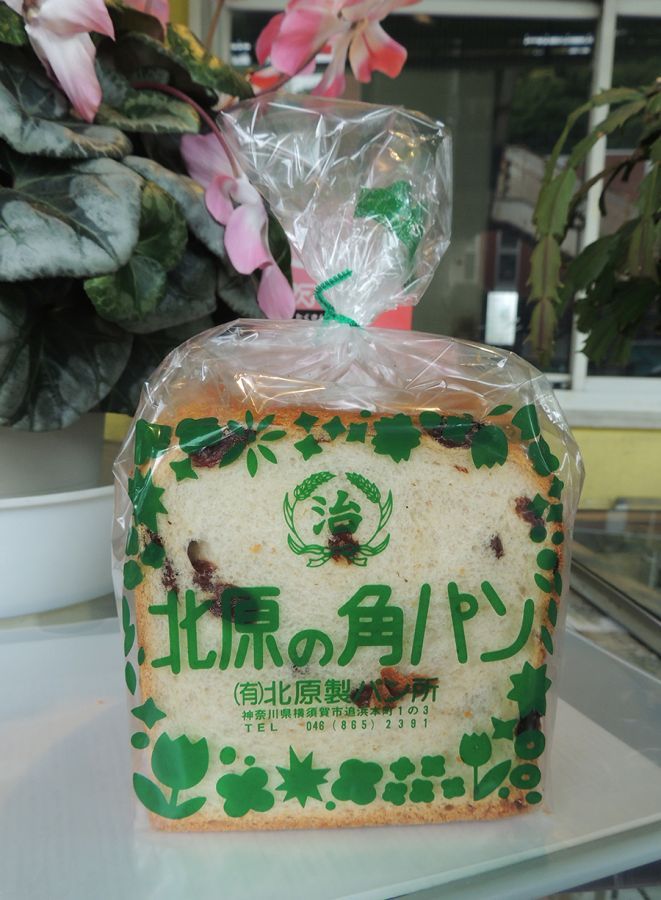 治
北原の角パン
(有)北原製パン所
神奈川県横須賀市追浜本町1の3
TEL 046 (865) 2391